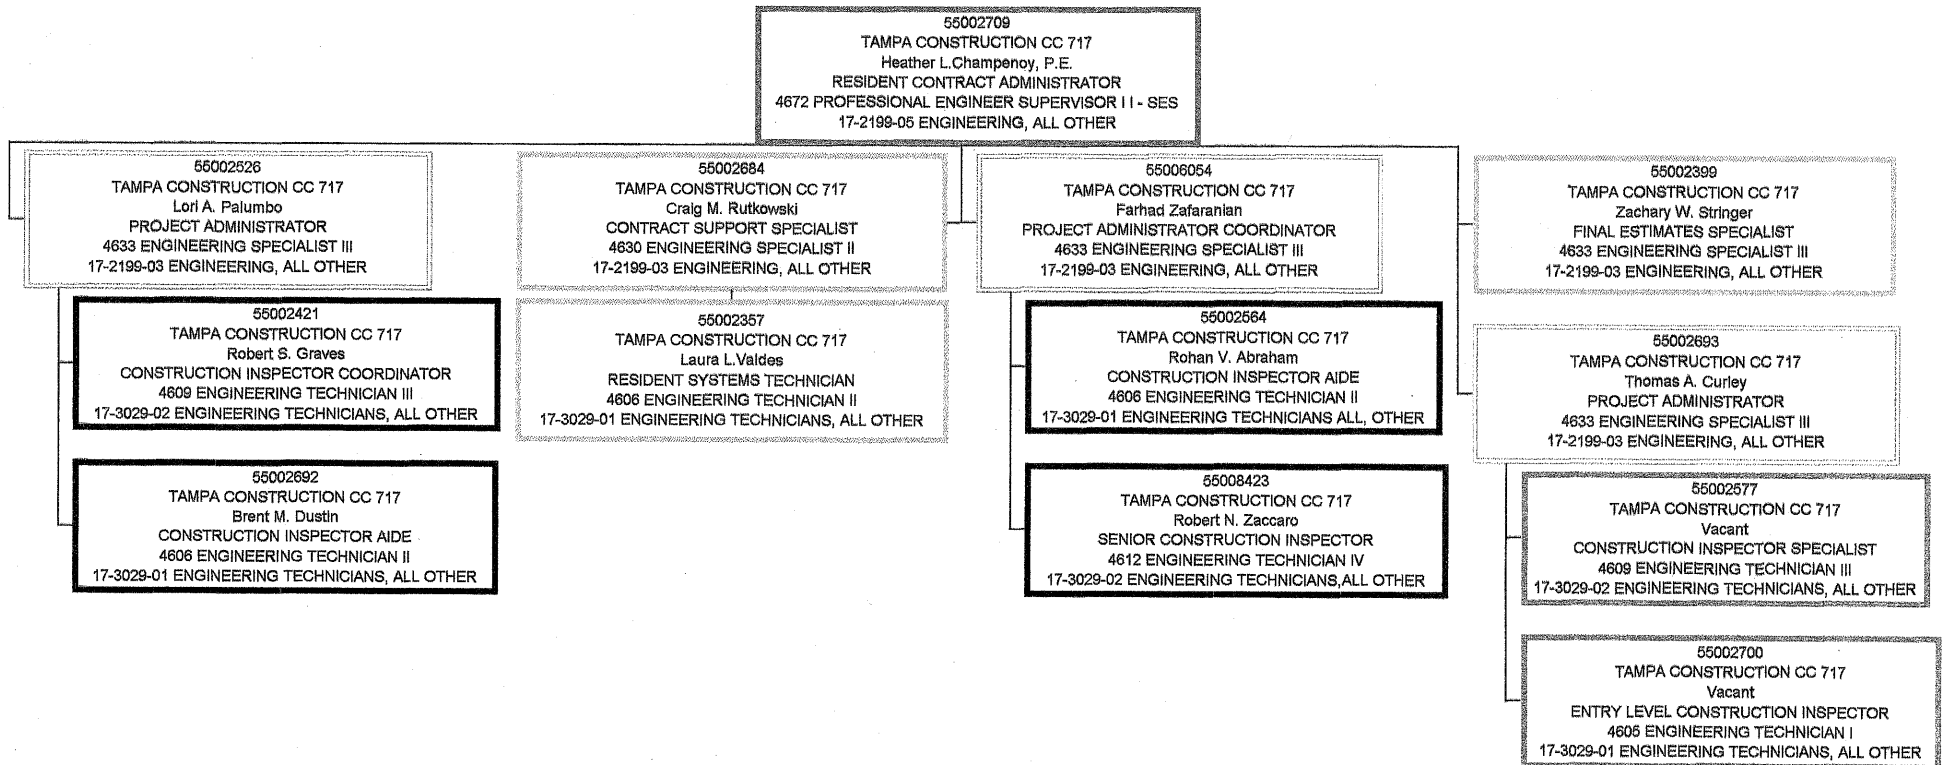 55002709
TAMPA CONSTRUCTION CC 717
Heather L.Champenoy, P.E.
RESIDENT CONTRACT ADMINISTRATOR
4672 PROFESSIONAL ENGINEER SUPERVISOR I I - SES
17-2199-05 ENGINEERING, ALL OTHER
55002526
TAMPA CONSTRUCTION CC 717
Lori A. Palumbo
PROJECT ADMINISTRATOR
4633 ENGINEERING SPECIALIST III
17-2199-03 ENGINEERING, ALL OTHER
55002421
TAMPA CONSTRUCTION CC 717
Robert S. Graves
CONSTRUCTION INSPECTOR COORDINATOR
4609 ENGINEERING TECHNICIAN III
17-3029-02 ENGINEERING TECHNICIANS, ALL OTHER
55002692
TAMPA CONSTRUCTION CC 717
Brent M. Dustin
CONSTRUCTION INSPECTOR AIDE
4606 ENGINEERING TECHNICIAN II
17-3029-01 ENGINEERING TECHNICIANS, ALL OTHER
55002684
TAMPA CONSTRUCTION CC 717
Craig M. Rutkowski
CONTRACT SUPPORT SPECIALIST
4630 ENGINEERING SPECIALIST II
17-2199-03 ENGINEERING, ALL OTHER
55002357
TAMPA CONSTRUCTION CC 717
Laura L.Valdes
RESIDENT SYSTEMS TECHNICIAN
4606 ENGINEERING TECHNICIAN II
17-3029-01 ENGINEERING TECHNICIANS, ALL OTHER
55006054
TAMPA CONSTRUCTION CC 717
Farhad Zafaranian
PROJECT ADMINISTRATOR COORDINATOR
4633 ENGINEERING SPECIALIST III
17-2199-03 ENGINEERING, ALL OTHER
55002564
TAMPA CONSTRUCTION CC 717
Rohan V. Abraham
CONSTRUCTION INSPECTOR AIDE
4606 ENGINEERING TECHNICIAN II
17-3029-01 ENGINEERING TECHNICIANS ALL, OTHER
55008423
TAMPA CONSTRUCTION CC 717
Robert N. Zaccaro
SENIOR CONSTRUCTION INSPECTOR
4612 ENGINEERING TECHNICIAN IV
17-3029-02 ENGINEERING TECHNICIANS,ALL OTHER
55002399
TAMPA CONSTRUCTION CC 717
Zachary W. Stringer
FINAL ESTIMATES SPECIALIST
4633 ENGINEERING SPECIALIST III
17-2199-03 ENGINEERING, ALL OTHER
55002693
TAMPA CONSTRUCTION CC 717
Thomas A. Curley
PROJECT ADMINISTRATOR
4633 ENGINEERING SPECIALIST III
17-2199-03 ENGINEERING, ALL OTHER
55002577
TAMPA CONSTRUCTION CC 717
Vacant
CONSTRUCTION INSPECTOR SPECIALIST
4609 ENGINEERING TECHNICIAN III
17-3029-02 ENGINEERING TECHNICIANS, ALL OTHER
55002700
TAMPA CONSTRUCTION CC 717
Vacant
ENTRY LEVEL CONSTRUCTION INSPECTOR
4605 ENGINEERING TECHNICIAN I
17-3029-01 ENGINEERING TECHNICIANS, ALL OTHER